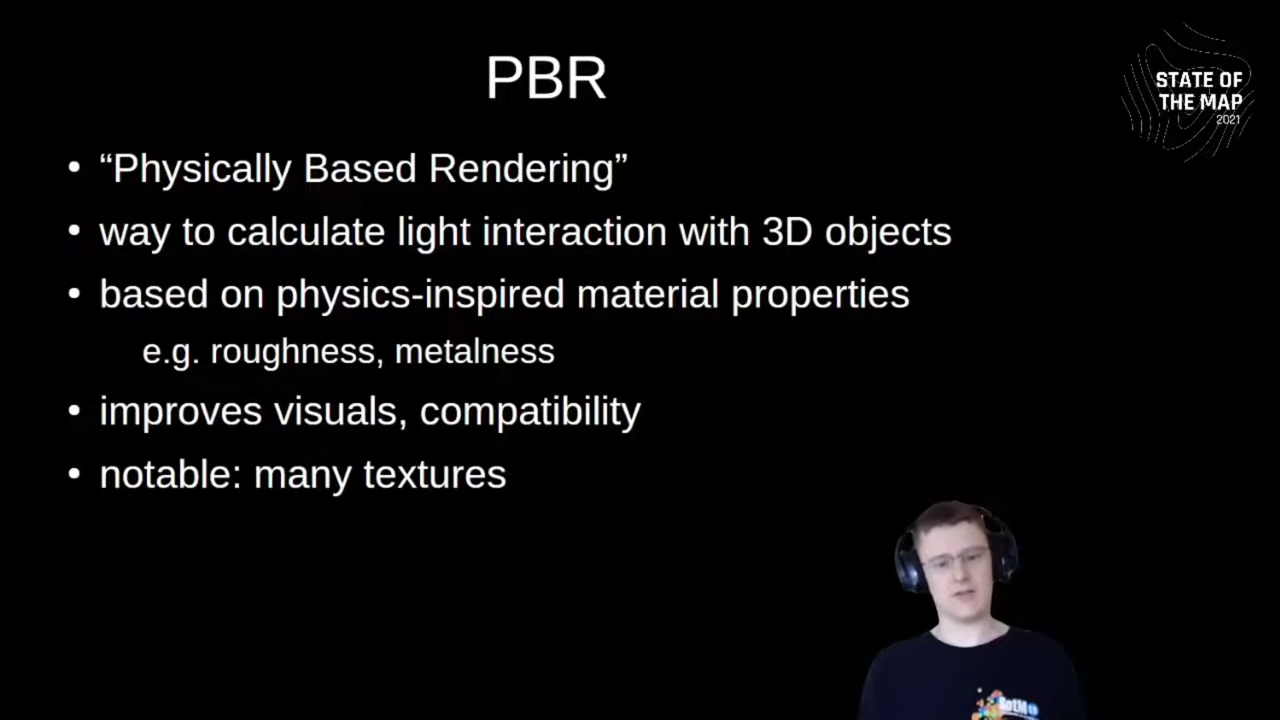 PBR
STATE OF
THE MAP
2021
• “Physically Based Rendering”
• way to calculate light interaction with 3D objects
• based on physics-inspired material properties
e.g. roughness, metalness
• improves visuals, compatibility
• notable: many textures
SotM